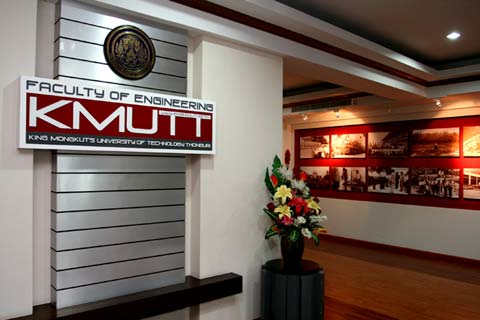 FACULTY OF ENGINEERING
KMUTT
KING MONGKUT'S UNIVERSITY OF TECHNOLOGY THONBURI